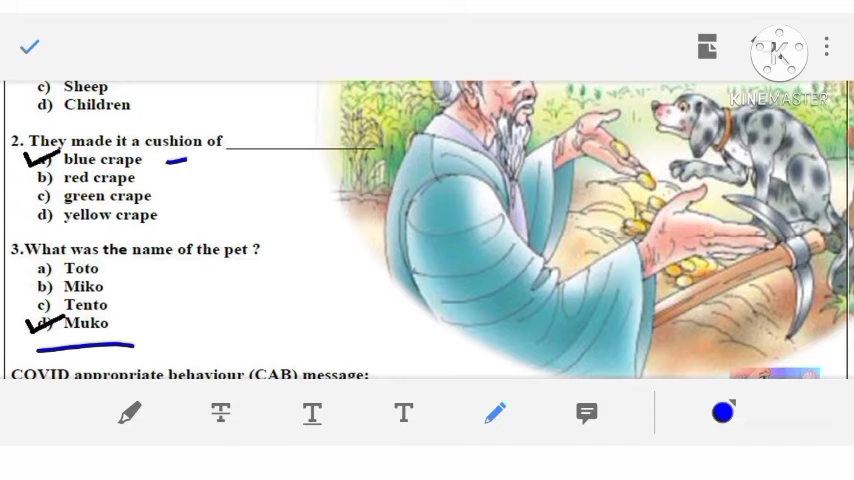 KINEMASTER
c) Sheep
d) Children
2. They made it a cushion of ____________________
a) blue crape
b) red crape
c) green crape
d) yellow crape
3.What was the name of the pet ?
a) Toto
b) Miko
c) Tento
d) Muko
COVID appropriate behaviour (CAB) message:
T T T